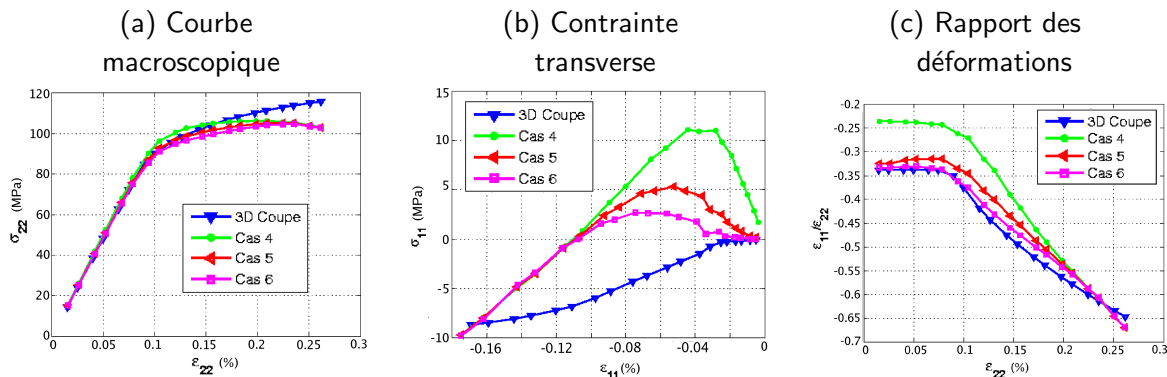 (a) Courbe
macroscopique
(b) Contrainte
transverse
(c) Rapport des
déformations
120
100
80
60
40
20
0
0
0.05
0.1
0.15
0.2
0.25
0.3
σ22 (MPa)
ε22 (%)
3D Coupe
Cas 4
Cas 5
Cas 6
15
10
5
0
-5
-10
-0.16
-0.12
-0.08
-0.04
0
σ11 (MPa)
ε11(%)
3D Coupe
Cas 4
Cas 5
Cas 6
-0.2
-0.25
-0.3
-0.35
-0.4
-0.45
-0.5
-0.55
-0.6
-0.65
-0.7
0
0.05
0.1
0.15
0.2
0.25
0.3
ε11/ε22
ε22 (%)
3D Coupe
Cas 4
Cas 5
Cas 6